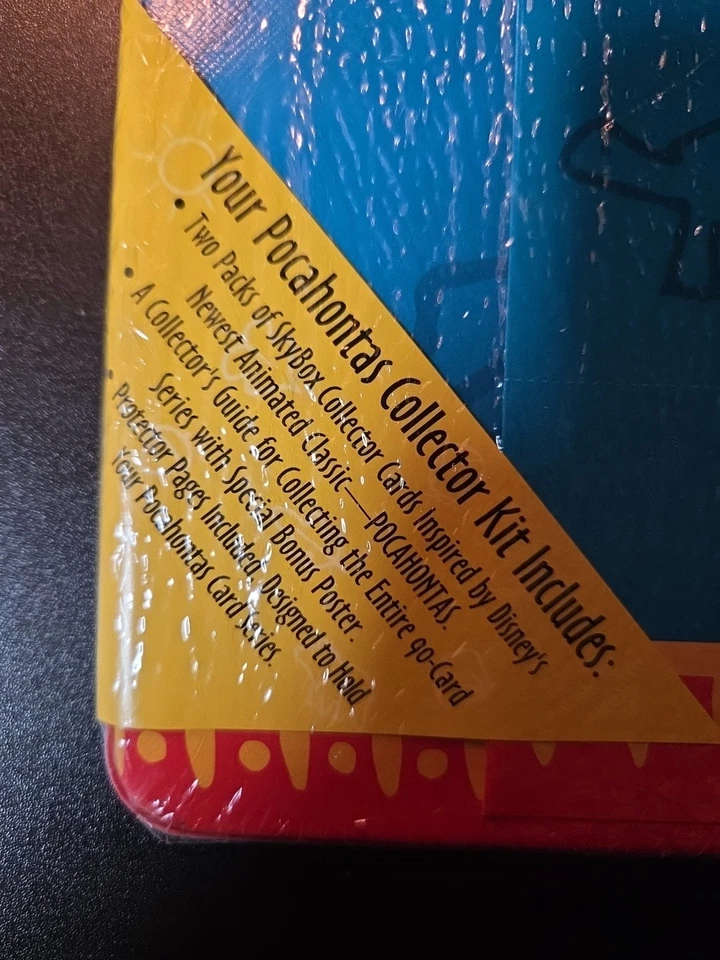 Your Pocahontas Collector Kit Includes:
• Two Packs of SkyBox Collector Cards Inspired by Disney's
Newest Animated Classic—POCAHONTAS.
• A Collector's Guide for Collecting the Entire 90-Card
Series with Special Bonus Poster.
• Protector Pages Included, Designed to Hold
Your Pocahontas Card Series.